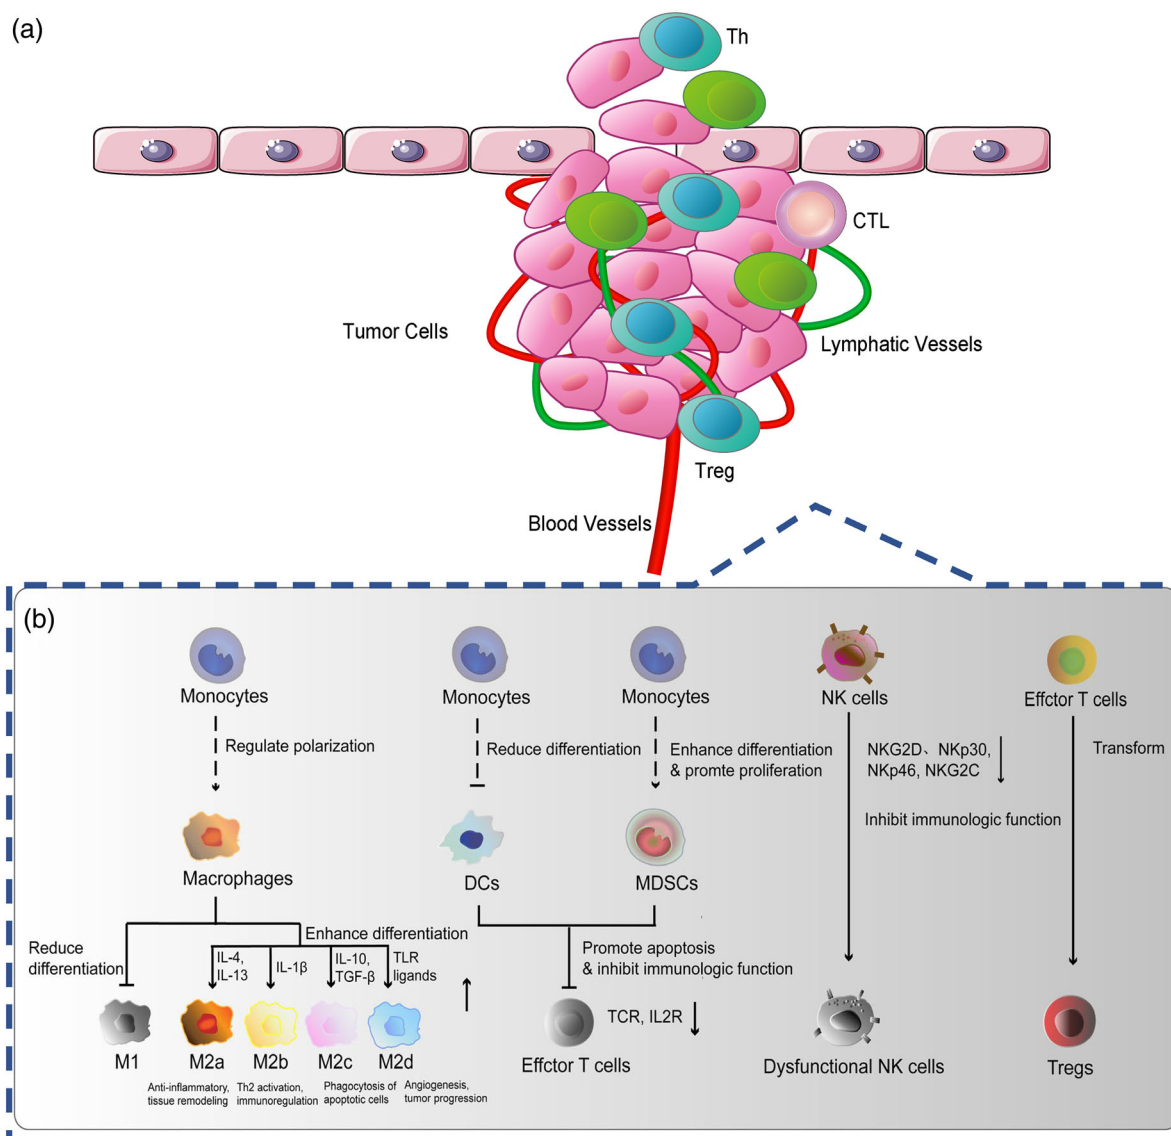 (a)
Th
CTL
Tumor Cells
Lymphatic Vessels
Treg
Blood Vessels
(b)
Monocytes
Monocytes
Monocytes
NK cells
Effctor T cells
Regulate polarization
Reduce differentiation
Enhance differentiation
& promte proliferation
NKG2D、NKp30,
NKp46, NKG2C
Inhibit immunologic function
Transform
Macrophages
DCs
MDSCs
Reduce
differentiation
Enhance differentiation
IL-4,
IL-13
IL-1β
IL-10,
TGF-β
TLR
ligands
Promote apoptosis
& inhibit immunologic function
TCR, IL2R
M1
M2a
M2b
M2c
M2d
Effctor T cells
Dysfunctional NK cells
Tregs
Anti-inflammatory,
tissue remodeling
Th2 activation,
immunoregulation
Phagocytosis of
apoptotic cells
Angiogenesis,
tumor progression